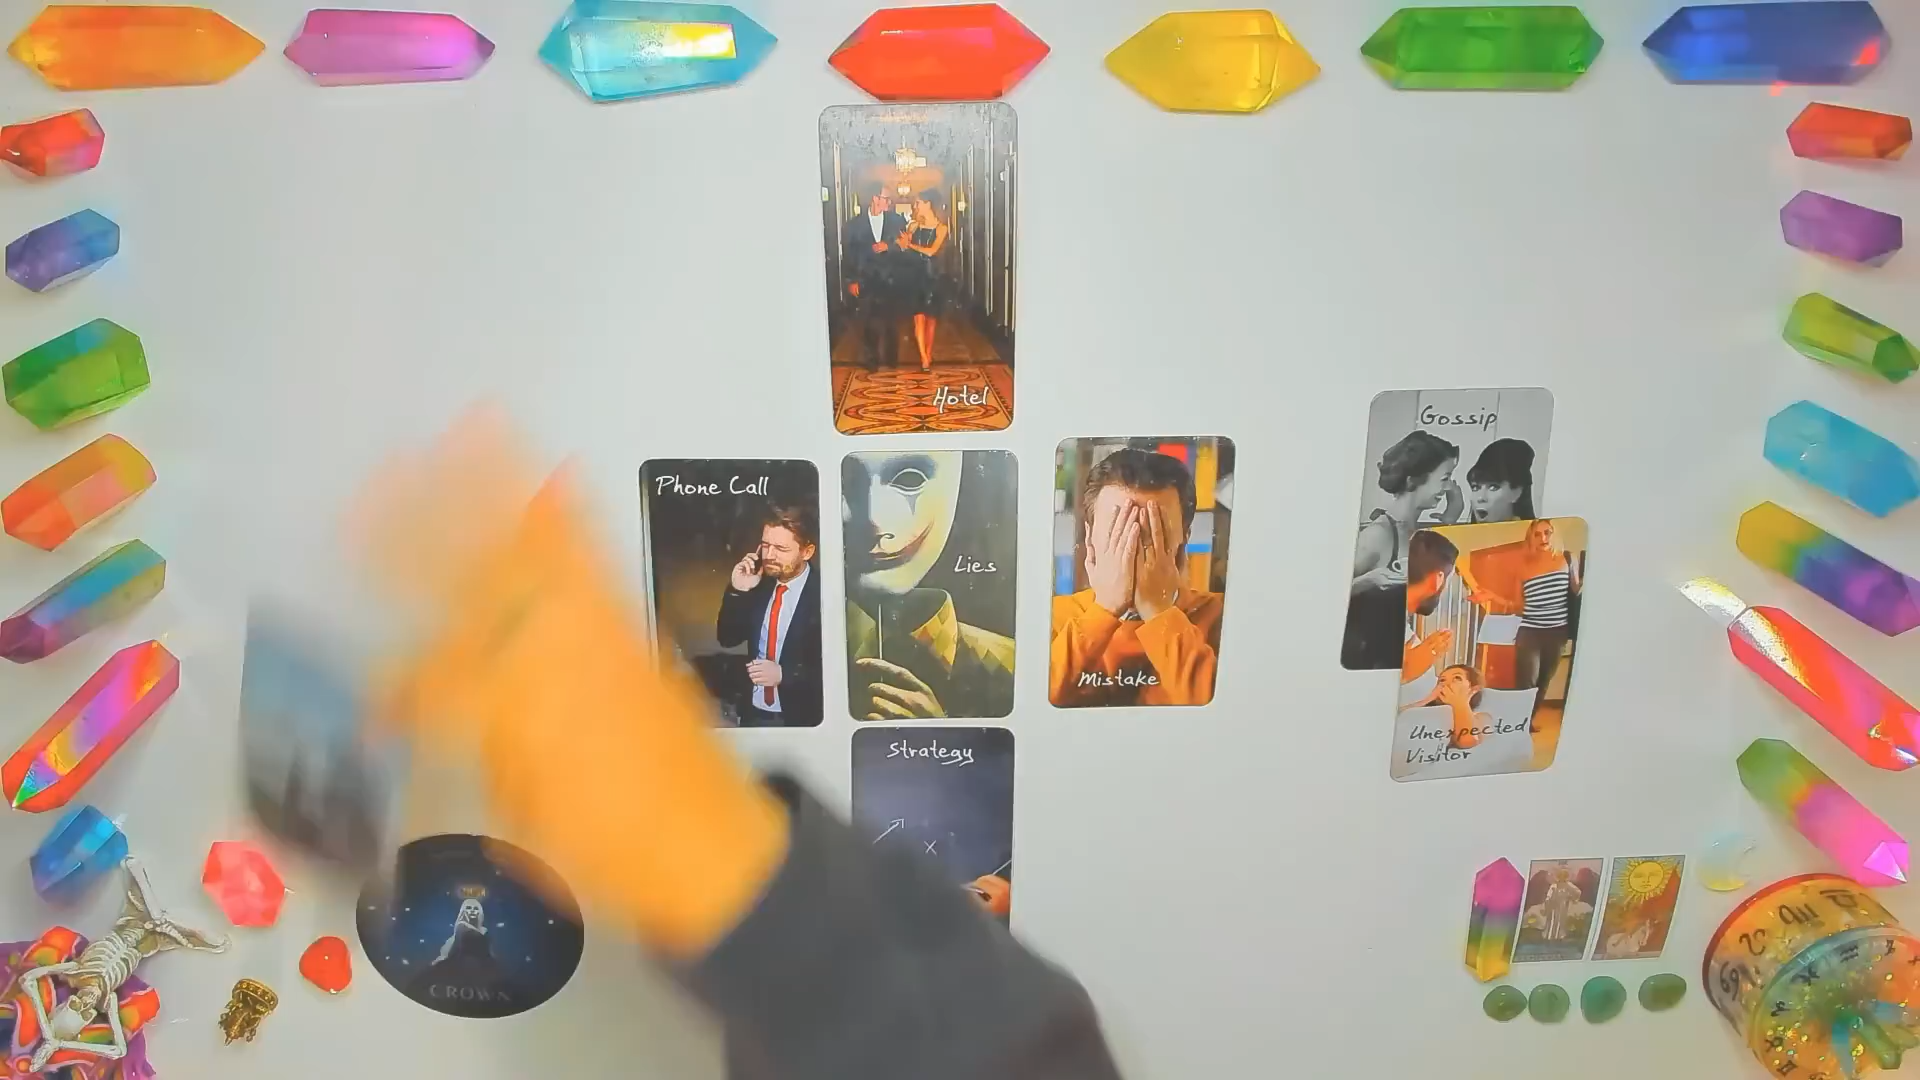 Hotel
Phone Call
Lies
Mistake
Strategy
Gossip
Unexpected
Visitor
CROWN